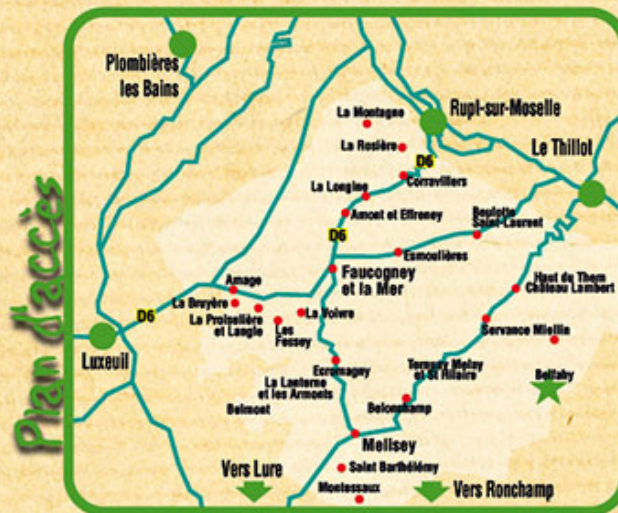 Plan d'accès
Plombières
les Bains
La Montagne
Rupt-sur-Moselle
La Rosière
Le Thillot
D6
Corravillers
La Longine
Amont et Effreney
Beulotte
Saint-Laurent
D6
Esmoulières
Faucogney
et la Mer
Amage
Haut du Them
Château Lambert
La Bruyère
D6
La Proiselière
et Langle
La Voivre
Les
Fessey
Servance Miellin
Luxeuil
Ecromagny
Ternuay Melay
et St Hilaire
Belfahy
La Lanterne
et les Armonts
Belmont
Belonchamp
Melisey
Vers Lure
Saint Barthélémy
Montessaux
Vers Ronchamp